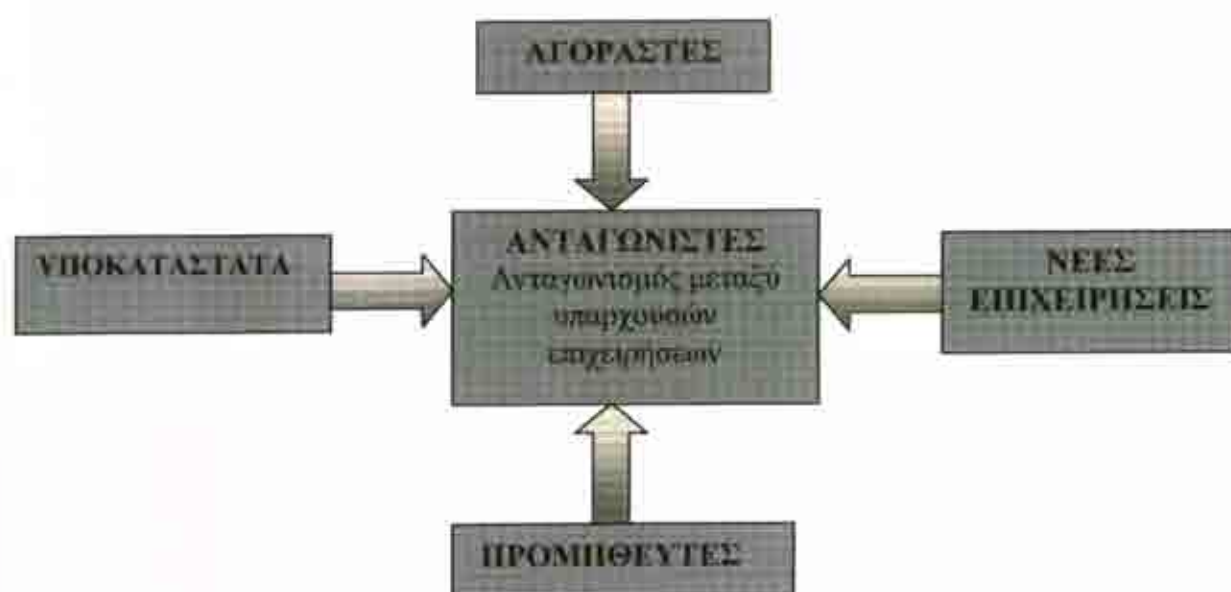 ΑΓΟΡΑΣΤΕΣ
ΥΠΟΚΑΤΑΣΤΑΤΑ
ΑΝΤΑΓΩΝΙΣΤΕΣ
Ανταγωνισμός μεταξύ
υπαρχουσών
επιχειρήσεων
ΝΕΕΣ
ΕΠΙΧΕΙΡΗΣΕΙΣ
ΠΡΟΜΗΘΕΥΤΕΣ